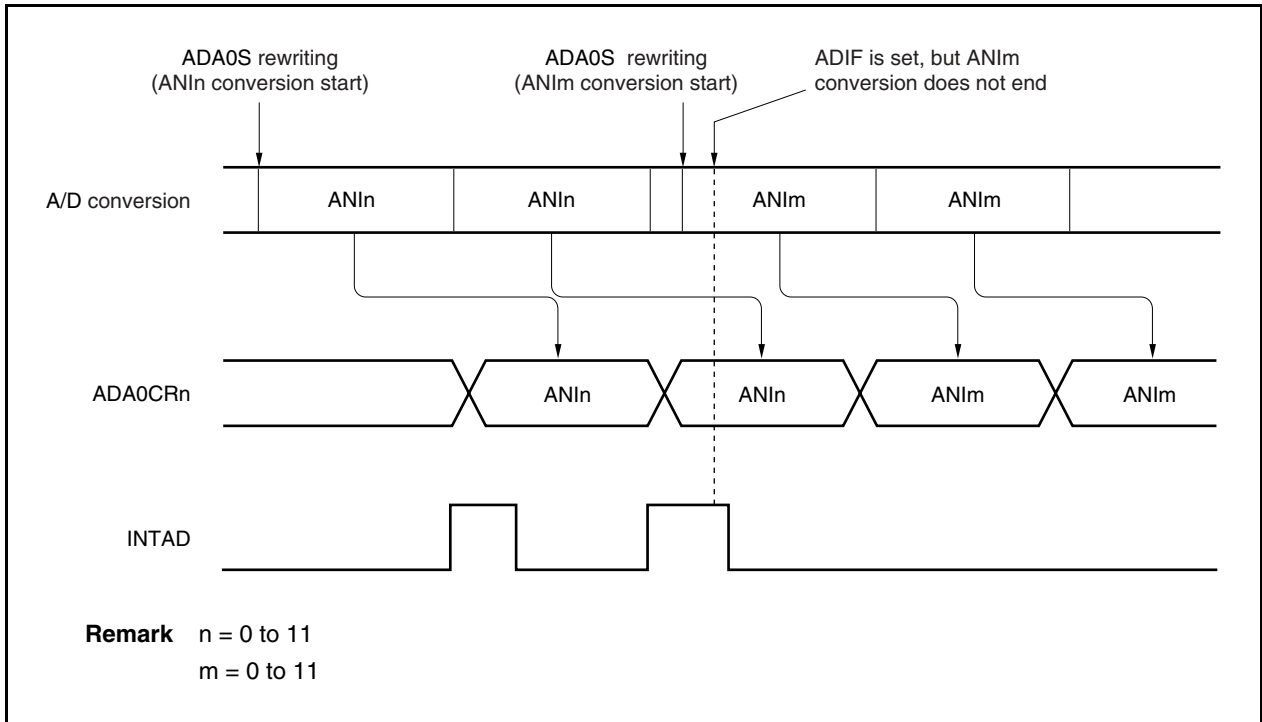 ADA0S rewriting
(ANIn conversion start)
ADA0S rewriting
(ANIm conversion start)
ADIF is set, but ANIm
conversion does not end
A/D conversion
ANIn
ANIn
ANIm
ANIm
ADA0CRn
ANIn
ANIn
ANIm
ANIm
INTAD
Remark n = 0 to 11
m = 0 to 11